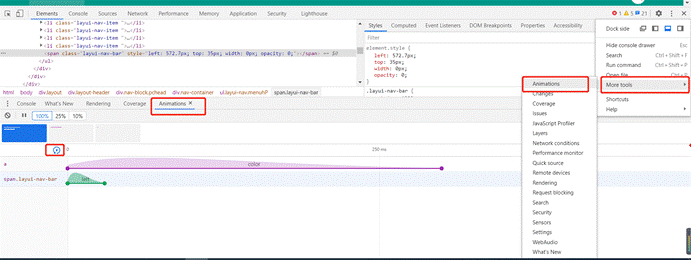 Elements Console Sources Network Performance Memory Application Security Lighthouse
1 5 21
<li class="layui-nav-item ">…</li>
<li class="layui-nav-item ">…</li>
<li class="layui-nav-item ">…</li>
<li class="layui-nav-item ">…</li>
<span class="layui-nav-bar" style="left: 572.7px; top: 35px; width: 0px; opacity: 0;"></span> == $0
</ul>
</div>
</div>
html body div.layout div.layout-header div.nav-block.pchead div.nav-container ul.layui-nav.menuhP span.layui-nav-bar
Styles Computed Event Listeners DOM Breakpoints Properties Accessibility
Filter
element.style {
left: 572.7px;
top: 35px;
width: 0px;
opacity: 0;
}
.layui-nav-bar {
Dock side
Hide console drawer Esc
Search Ctrl + Shift + F
Run command Ctrl + Shift + P
Open file
More tools
Shortcuts
Help
Animations
Changes
Coverage
Issues
JavaScript Profiler
Layers
Network conditions
Performance monitor
Quick source
Remote devices
Rendering
Request blocking
Search
Security
Sensors
Settings
WebAudio
What's New
Console What's New Rendering Coverage Animations ×
100% 25% 10%
0 250 ms
a color
span.layui-nav-bar left